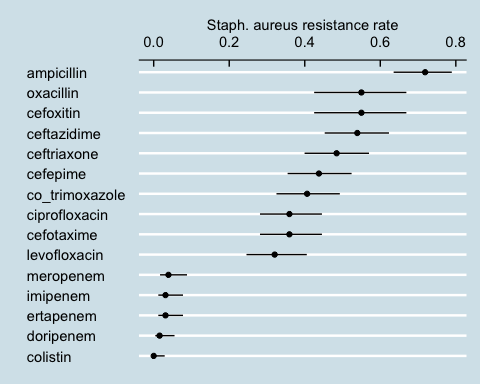 Staph. aureus resistance rate
0.0 0.2 0.4 0.6 0.8
ampicillin
oxacillin
cefoxitin
ceftazidime
ceftriaxone
cefepime
co_trimoxazole
ciprofloxacin
cefotaxime
levofloxacin
meropenem
imipenem
ertapenem
doripenem
colistin